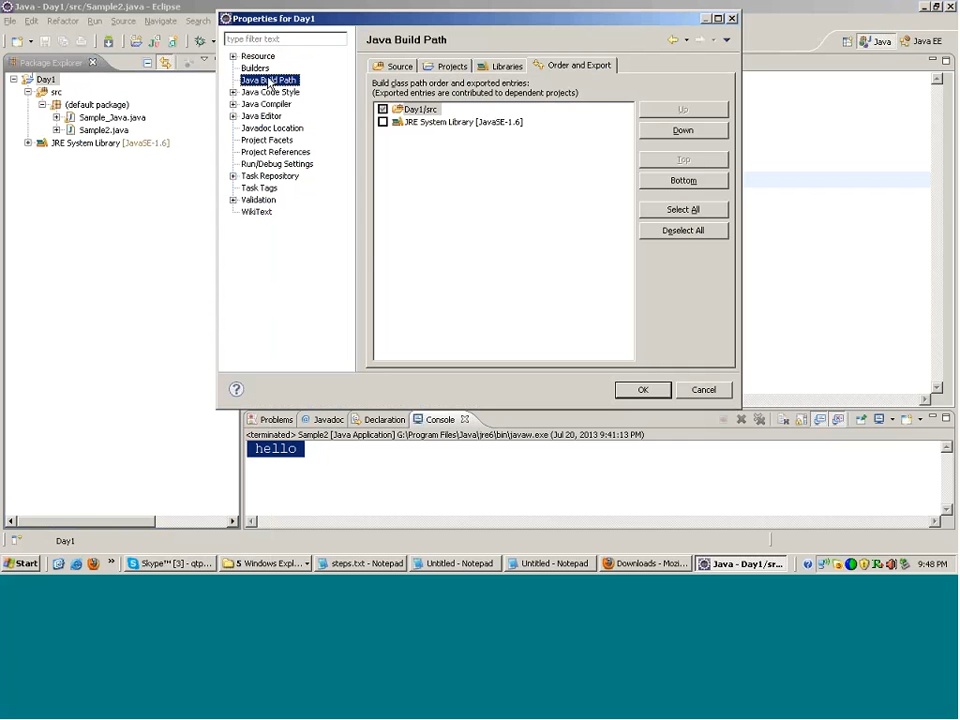 Java - Day1/src/Sample2.java - Eclipse
File Edit Refactor Run Source Navigate Search
Java Java EE
Package Explorer
Day1
src
(default package)
Sample_Java.java
Sample2.java
JRE System Library [JavaSE-1.6]
Properties for Day1
type filter text
Resource
Builders
Java Build Path
Java Code Style
Java Compiler
Java Editor
Javadoc Location
Project Facets
Project References
Run/Debug Settings
Task Repository
Task Tags
Validation
WikiText
Java Build Path
Source Projects Libraries Order and Export
Build class path order and exported entries:
(Exported entries are contributed to dependent projects)
Day1/src
JRE System Library [JavaSE-1.6]
Up
Down
Top
Bottom
Select All
Deselect All
OK Cancel
Problems Javadoc Declaration Console
<terminated> Sample2 [Java Application] G:\Program Files\Java\jre6\bin\javaw.exe (Jul 20, 2013 9:41:13 PM)
hello
Day1
Start Skype™ [3] - qtp... 5 Windows Expl... steps.txt - Notepad Untitled - Notepad Untitled - Notepad Downloads - Mozi... Java - Day1/sr... 9:48 PM